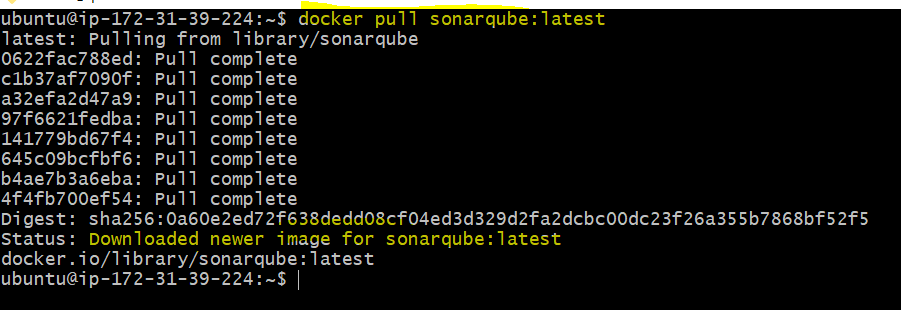 ubuntu@ip-172-31-39-224:~$ docker pull sonarqube:latest
latest: Pulling from library/sonarqube
0622fac788ed: Pull complete
c1b37af7090f: Pull complete
a32efa2d47a9: Pull complete
97f6621fedba: Pull complete
141779bd67f4: Pull complete
645c09bcfbf6: Pull complete
b4ae7b3a6eba: Pull complete
4f4fb700ef54: Pull complete
Digest: sha256:0a60e2ed72f638dedd08cf04ed3d329d2fa2dcbc00dc23f26a355b7868bf52f5
Status: Downloaded newer image for sonarqube:latest
docker.io/library/sonarqube:latest
ubuntu@ip-172-31-39-224:~$